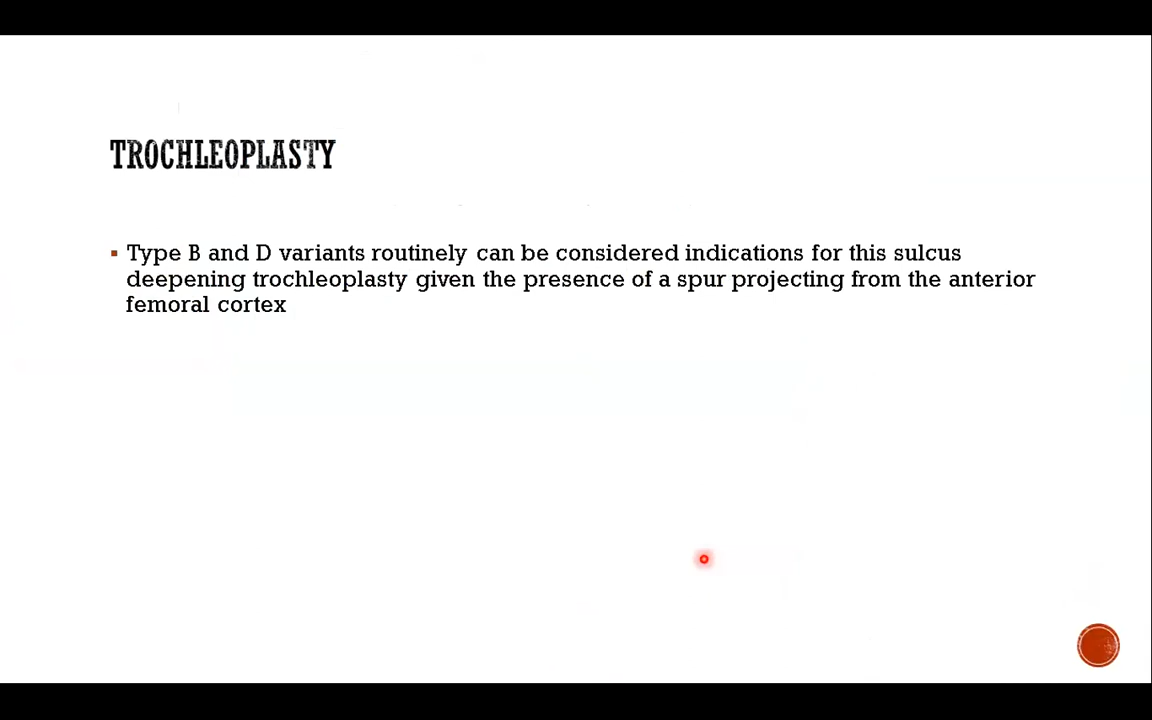 TROCHLEOPLASTY
▪ Type B and D variants routinely can be considered indications for this sulcus
deepening trochleoplasty given the presence of a spur projecting from the anterior
femoral cortex